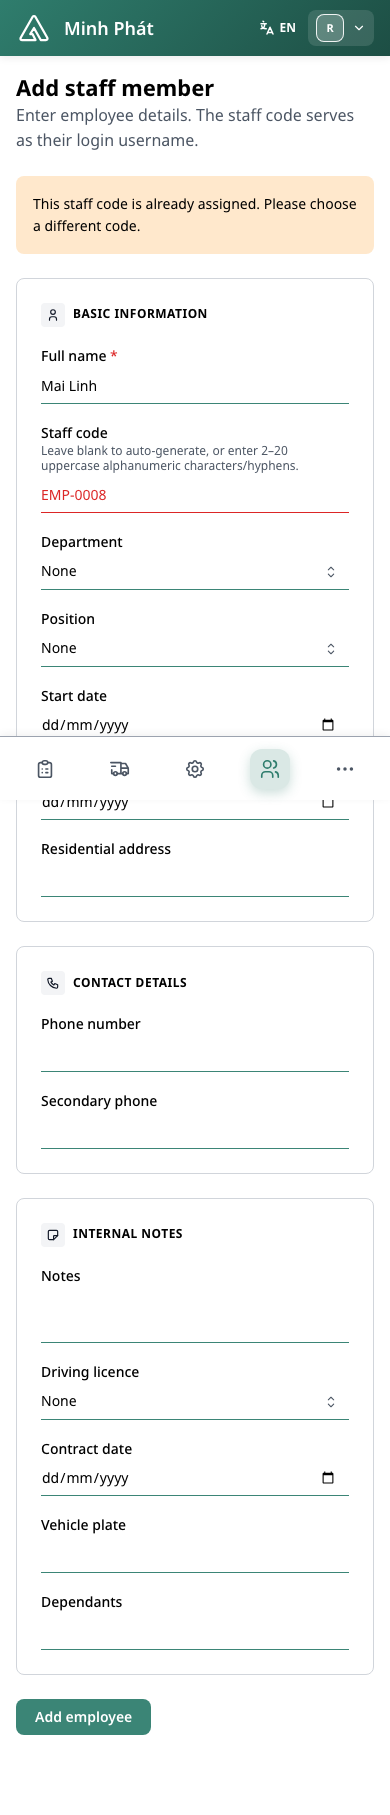 Minh Phát
EN
R
Add staff member
Enter employee details. The staff code serves
as their login username.
This staff code is already assigned. Please choose
a different code.
BASIC INFORMATION
Full name *
Mai Linh
Staff code
Leave blank to auto-generate, or enter 2–20
uppercase alphanumeric characters/hyphens.
EMP-0008
Department
None
Position
None
Start date
dd/mm/yyyy
dd/mm/yyyy
Residential address
CONTACT DETAILS
Phone number
Secondary phone
INTERNAL NOTES
Notes
Driving licence
None
Contract date
dd/mm/yyyy
Vehicle plate
Dependants
Add employee